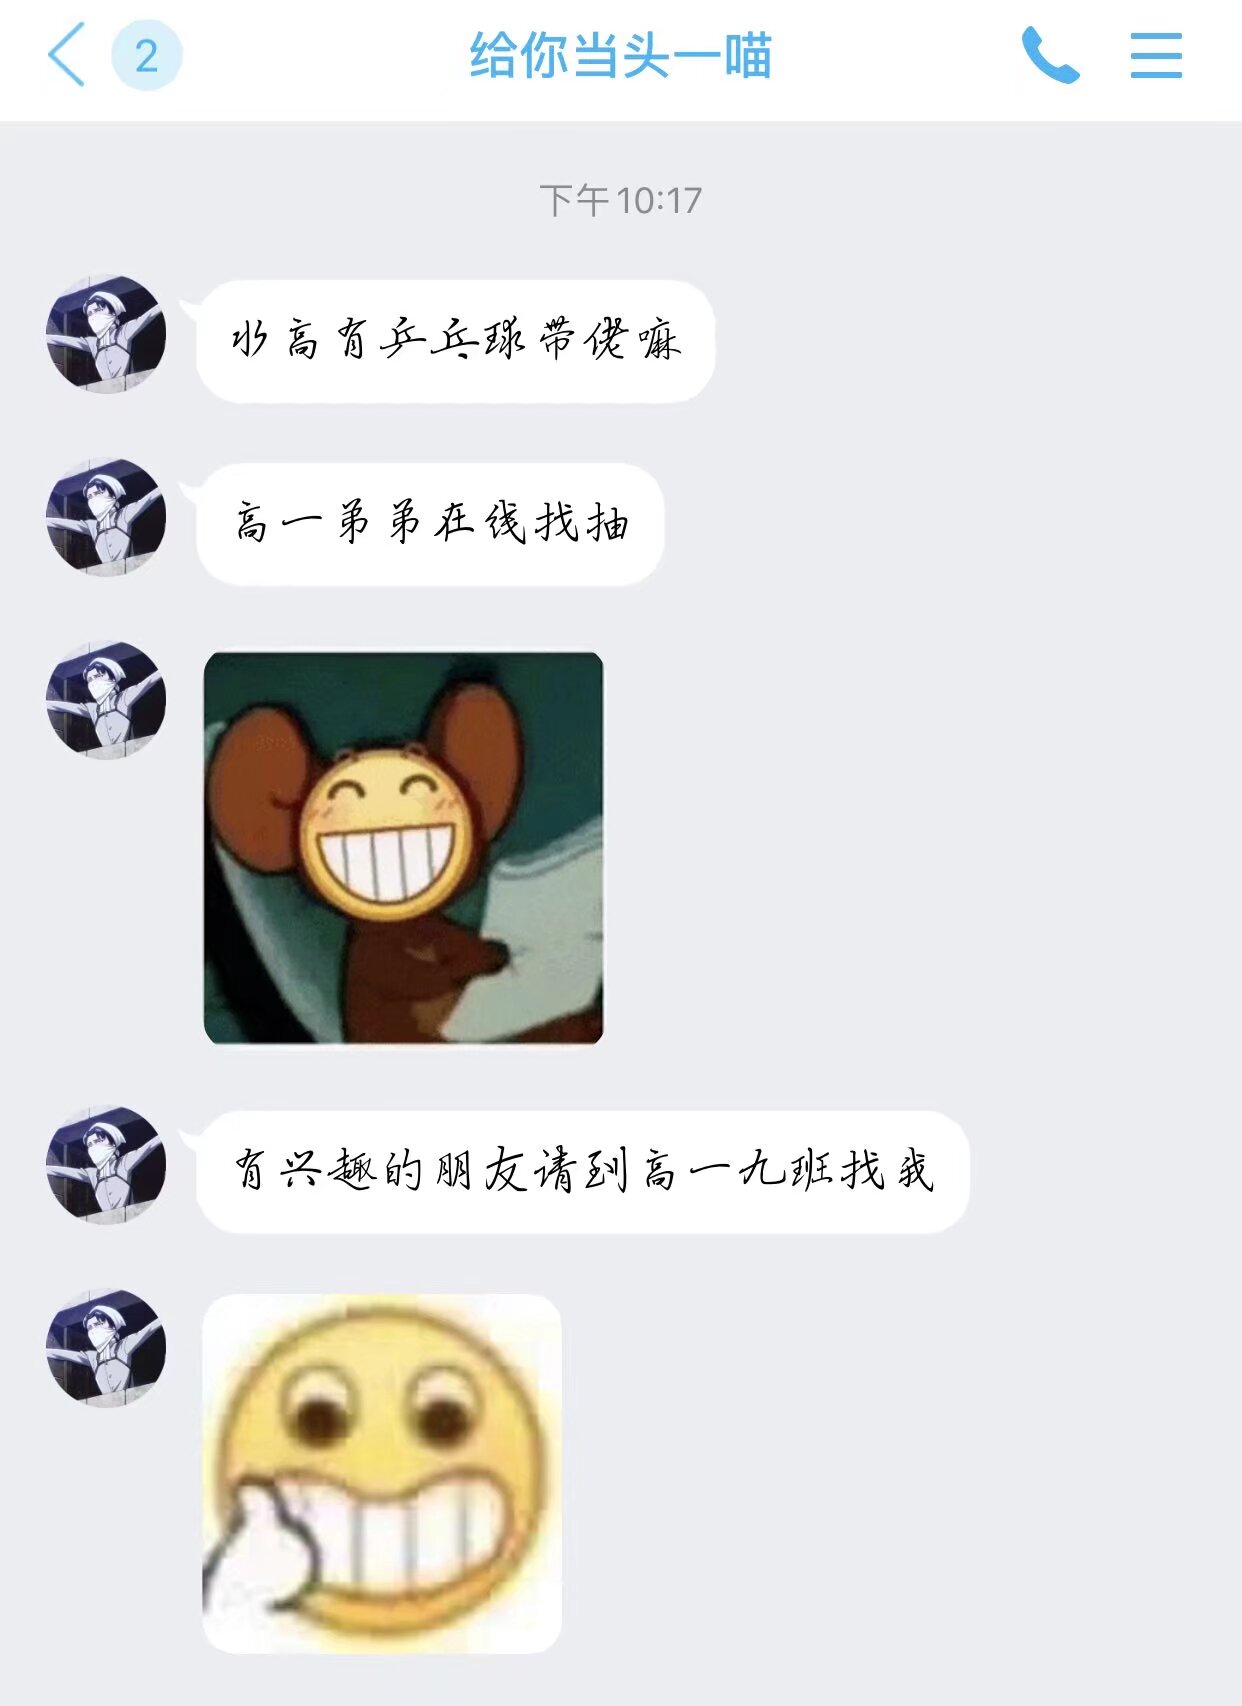 2
给你当头一喵
下午10:17
水高有乒乓球带佬嘛
高一弟弟在线找抽
有兴趣的朋友请到高一九班找我